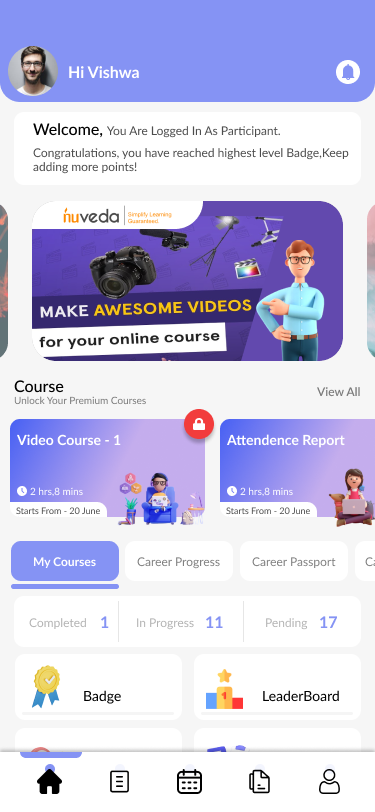 Hi Vishwa
Welcome, You Are Logged In As Participant.
Congratulations, you have reached highest level Badge,Keep
adding more points!
nuveda Simplify Learning
Guaranteed.
MAKE AWESOME VIDEOS
for your online course
Course
Unlock Your Premium Courses
View All
Video Course - 1
2 hrs,8 mins
Starts From - 20 June
Attendence Report
2 hrs,8 mins
Starts From - 20 June
My Courses
Career Progress
Career Passport
Ca
Completed 1
In Progress 11
Pending 17
Badge
1
LeaderBoard